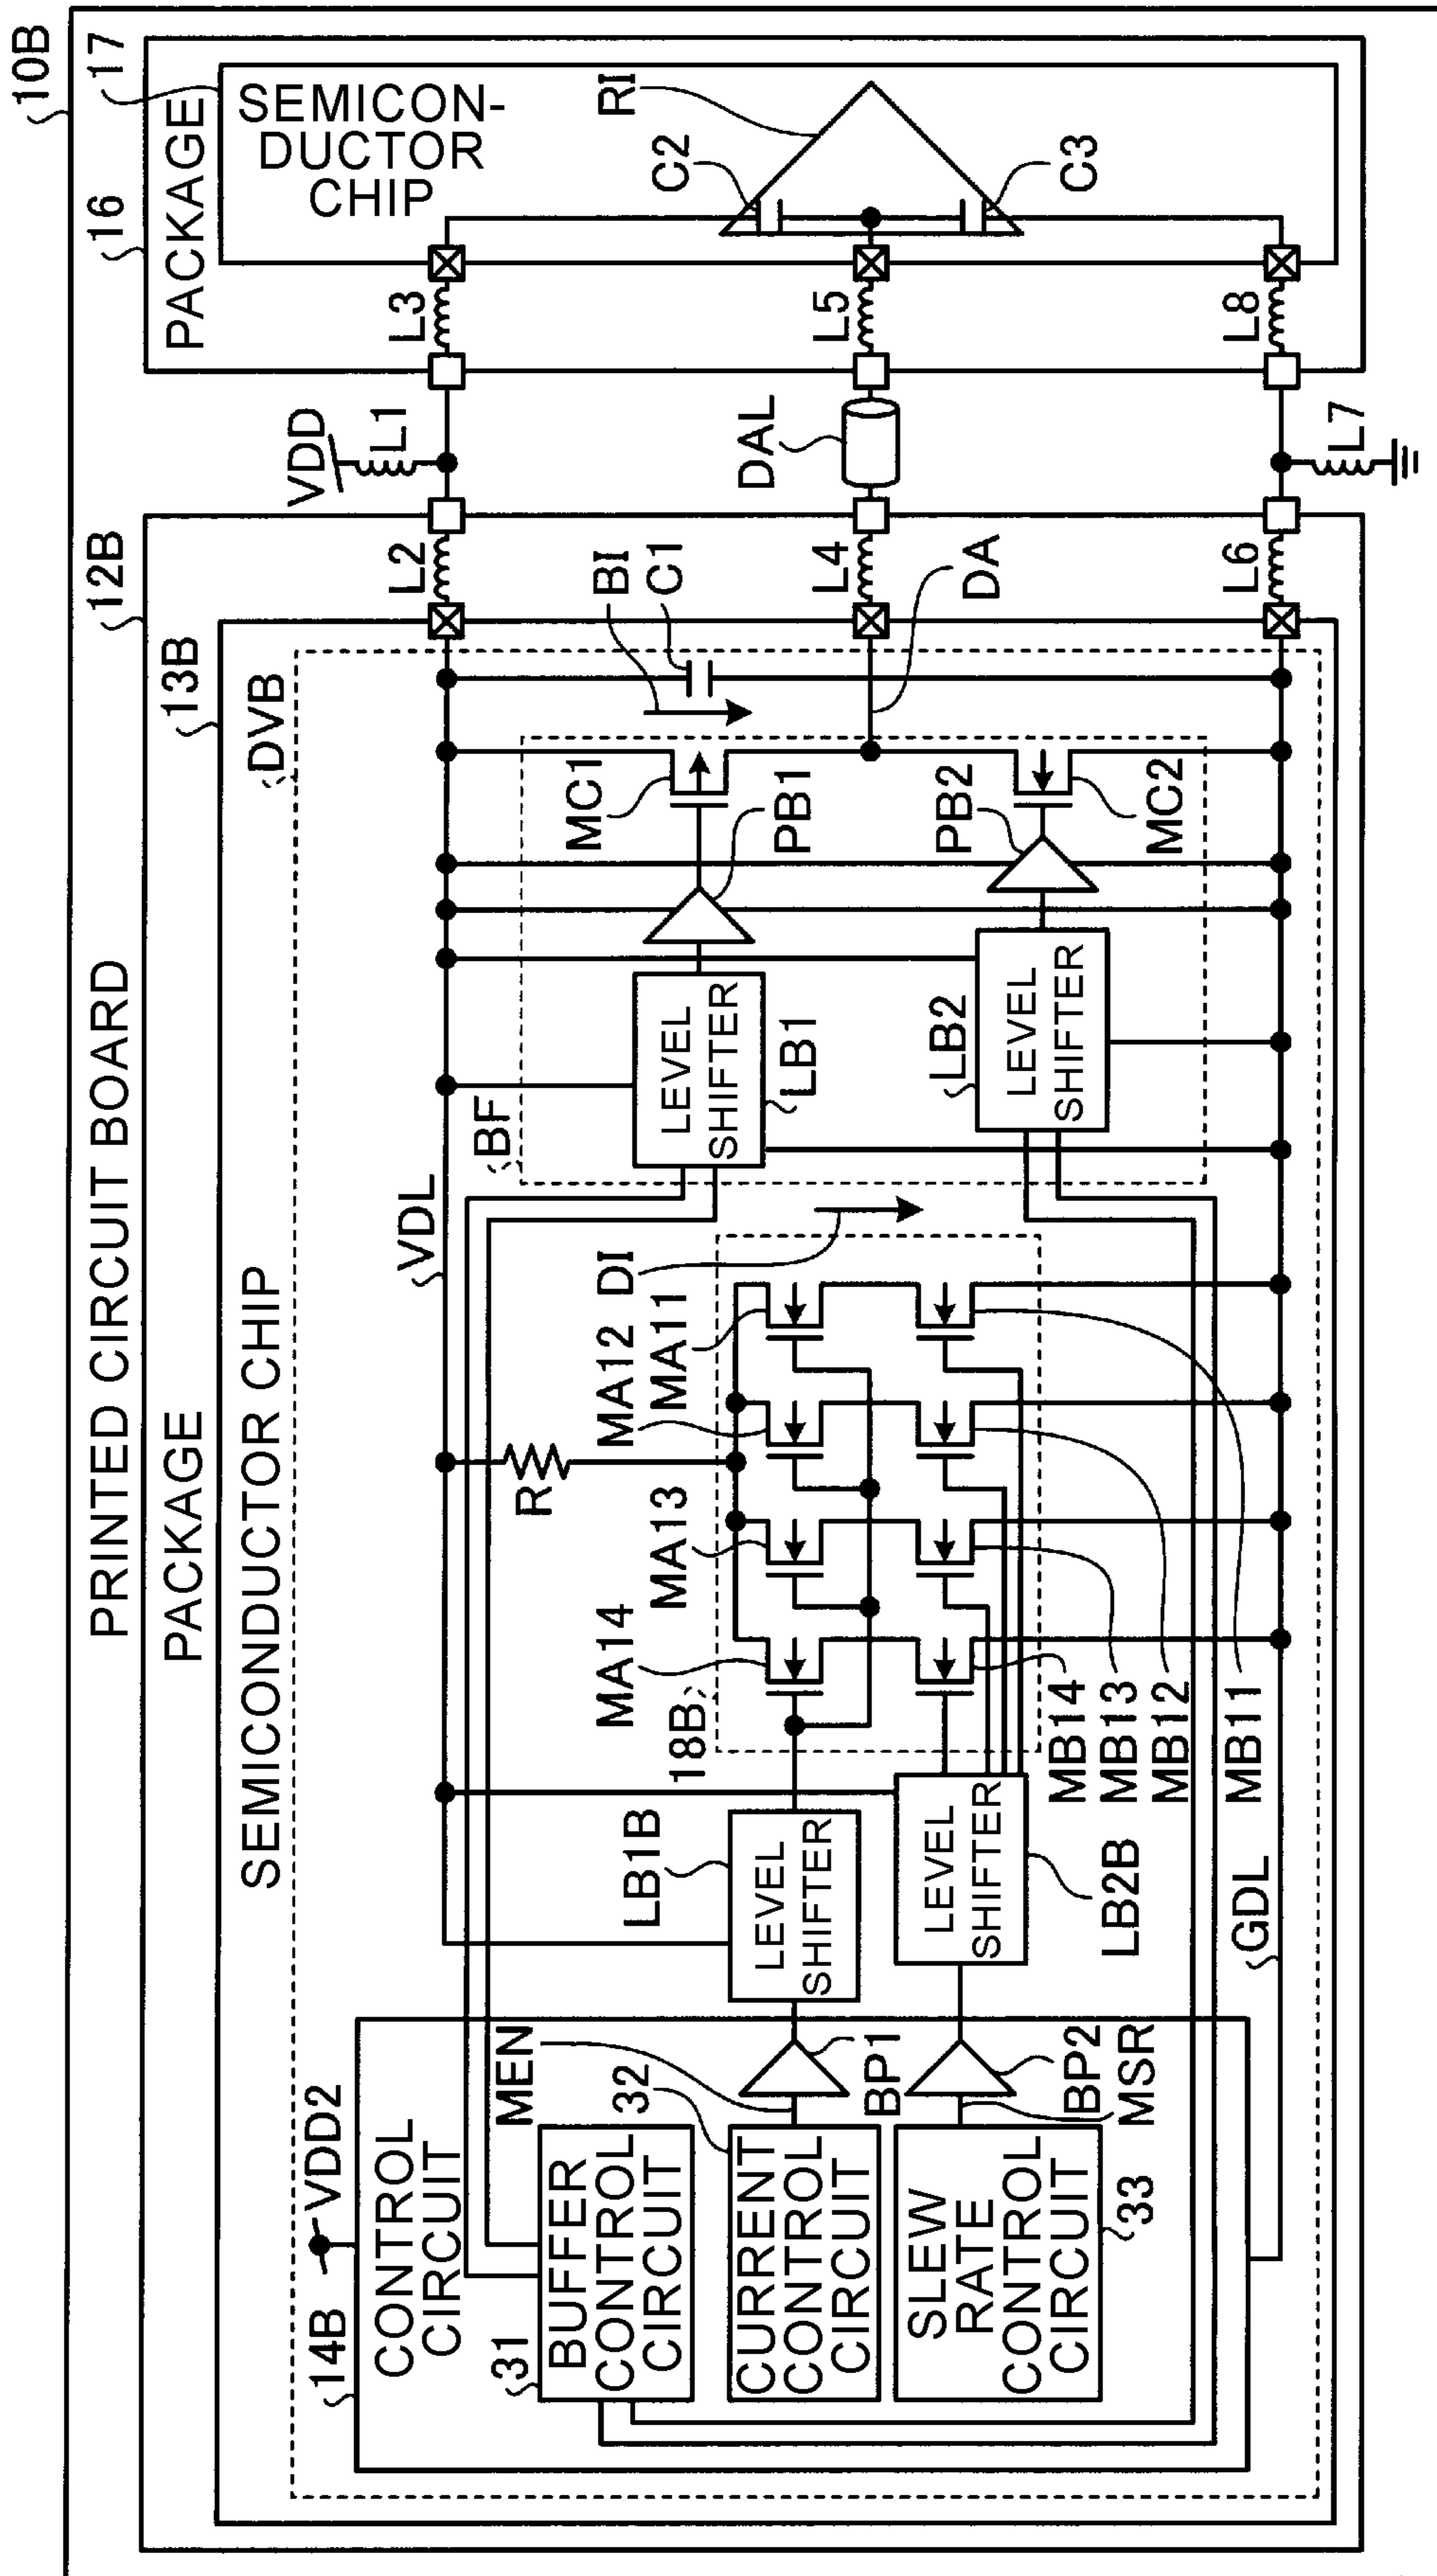 10B
PRINTED CIRCUIT BOARD
12B
PACKAGE
16
PACKAGE
13B
SEMICONDUCTOR CHIP
17
SEMICON-
DUCTOR
CHIP
DVB
14B
VDD2
CONTROL
CIRCUIT
VDL
VDD
L1
L2
L3
31
BUFFER
CONTROL
CIRCUIT
MEN
BF
R
32
CURRENT
CONTROL
CIRCUIT
BP1
LB1B
LEVEL
SHIFTER
18B
MA14
MA13
MA12
MA11
DI
LEVEL
SHIFTER
LB1
MC1
PB1
BI
C1
C2
RI
DAL
L4
L5
DA
SLEW
RATE
CONTROL
CIRCUIT
33
BP2
MSR
LEVEL
SHIFTER
LB2B
MB14
MB13
MB12
MB11
LB2
LEVEL
SHIFTER
PB2
MC2
C3
GDL
L6
L7
L8